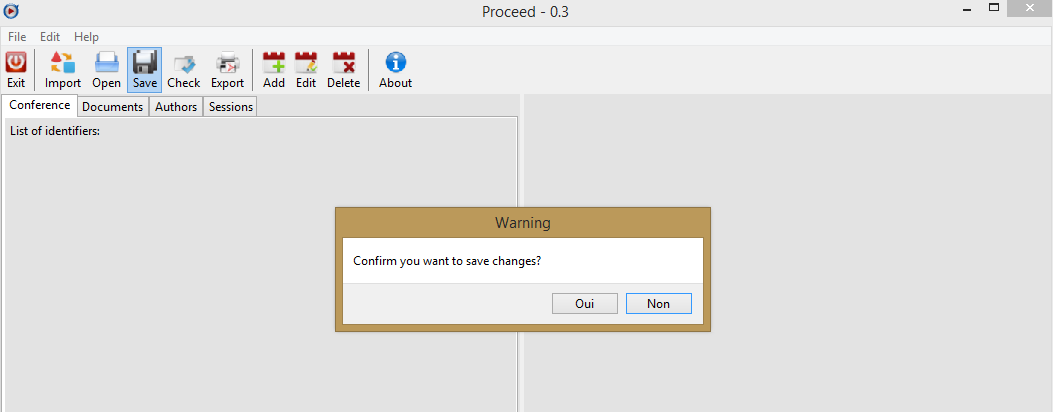 Proceed - 0.3
File Edit Help
Exit Import Open Save Check Export Add Edit Delete About
Conference Documents Authors Sessions
List of identifiers:
Warning
Confirm you want to save changes?
Oui Non